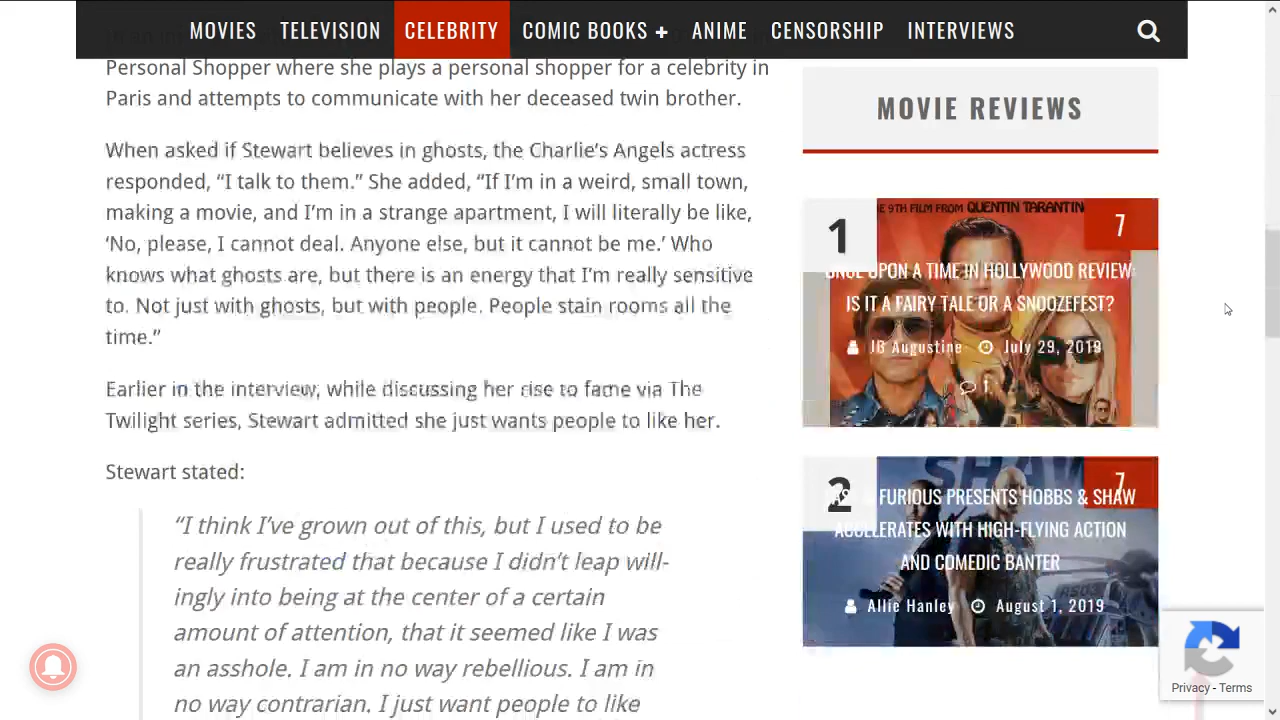 MOVIES TELEVISION CELEBRITY COMIC BOOKS + ANIME CENSORSHIP INTERVIEWS
Personal Shopper where she plays a personal shopper for a celebrity in
Paris and attempts to communicate with her deceased twin brother.
When asked if Stewart believes in ghosts, the Charlie’s Angels actress
responded, “I talk to them.” She added, “If I’m in a weird, small town,
making a movie, and I’m in a strange apartment, I will literally be like,
‘No, please, I cannot deal. Anyone else, but it cannot be me.’ Who
knows what ghosts are, but there is an energy that I’m really sensitive
to. Not just with ghosts, but with people. People stain rooms all the
time.”
Earlier in the interview, while discussing her rise to fame via The
Twilight series, Stewart admitted she just wants people to like her.
Stewart stated:
“I think I’ve grown out of this, but I used to be
really frustrated that because I didn’t leap will-
ingly into being at the center of a certain
amount of attention, that it seemed like I was
an asshole. I am in no way rebellious. I am in
no way contrarian. I just want people to like
MOVIE REVIEWS
THE 9TH FILM FROM QUENTIN TARANTINO
1
7
ONCE UPON A TIME IN HOLLYWOOD REVIEW:
IS IT A FAIRY TALE OR A SNOOZEFEST?
JB Augustine July 29, 2019
1
SHAW
2
7
FAST & FURIOUS PRESENTS HOBBS & SHAW
ACCELERATES WITH HIGH-FLYING ACTION
AND COMEDIC BANTER
Allie Hanley August 1, 2019
Privacy - Terms